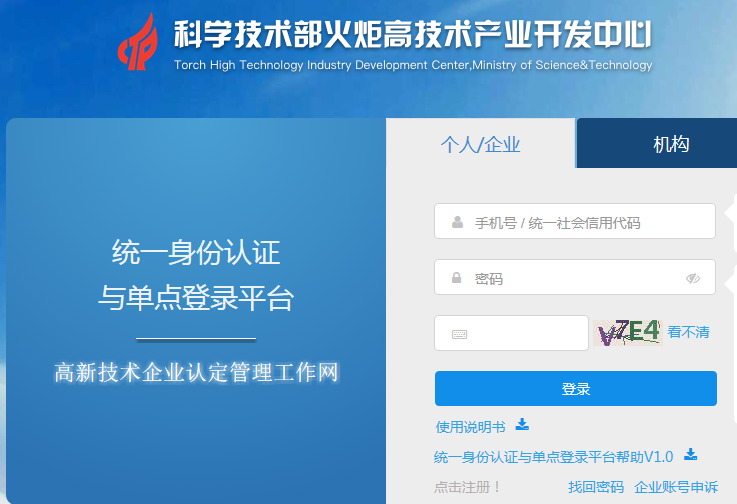 科学技术部火炬高技术产业开发中心
Torch High Technology Industry Development Center,Ministry of Science&Technology
个人/企业
机构
统一身份认证
与单点登录平台
高新技术企业认定管理工作网
手机号 / 统一社会信用代码
密码
V7E4 看不清
登录
使用说明书
统一身份认证与单点登录平台帮助V1.0
点击注册！ 找回密码 企业账号申诉